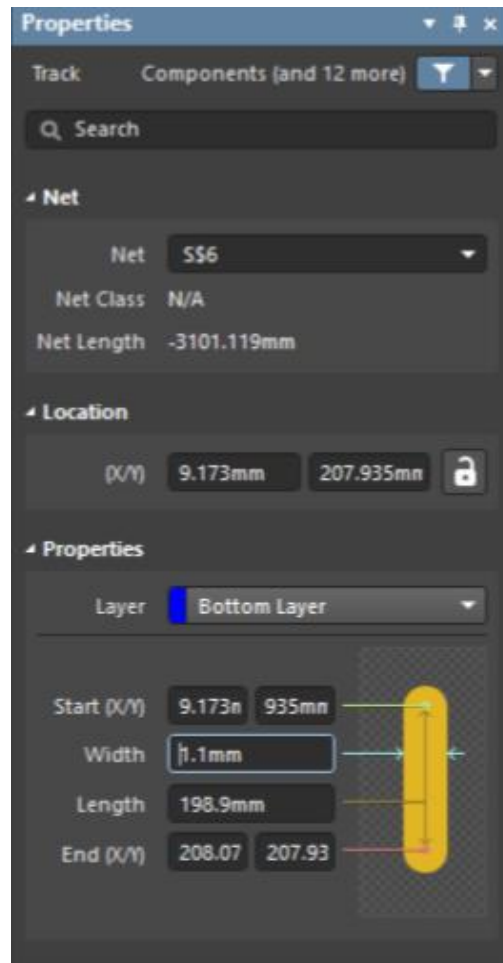 Properties
Track Components (and 12 more)
Search
Net
Net S$6
Net Class N/A
Net Length -3101.119mm
Location
(X/Y) 9.173mm 207.935mm
Properties
Layer Bottom Layer
Start (X/Y) 9.173n 935mn
Width 1.1mm
Length 198.9mm
End (X/Y) 208.07 207.93